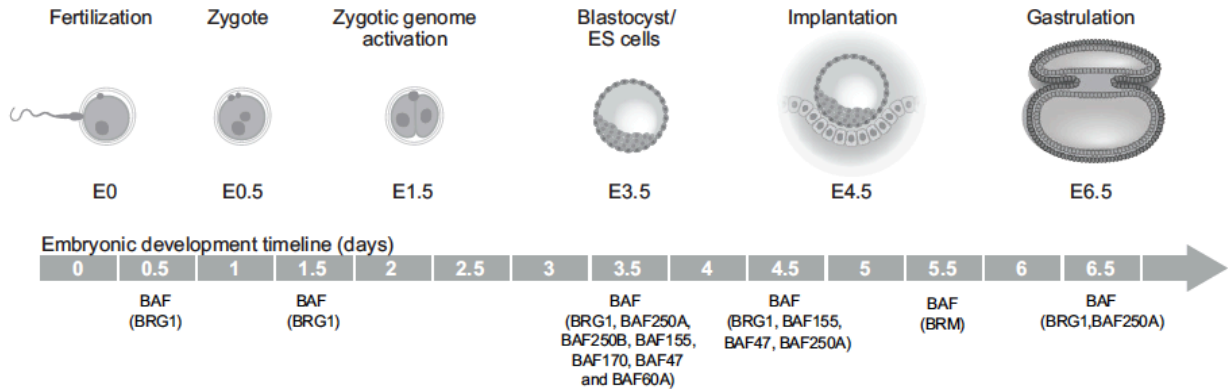 Fertilization
Zygote
Zygotic genome
activation
Blastocyst/
ES cells
Implantation
Gastrulation
E0
E0.5
E1.5
E3.5
E4.5
E6.5
Embryonic development timeline (days)
0 0.5 1 1.5 2 2.5 3 3.5 4 4.5 5 5.5 6 6.5
BAF
(BRG1)
BAF
(BRG1)
BAF
(BRG1, BAF250A,
BAF250B, BAF155,
BAF170, BAF47
and BAF60A)
BAF
(BRG1, BAF155,
BAF47, BAF250A)
BAF
(BRM)
BAF
(BRG1,BAF250A)